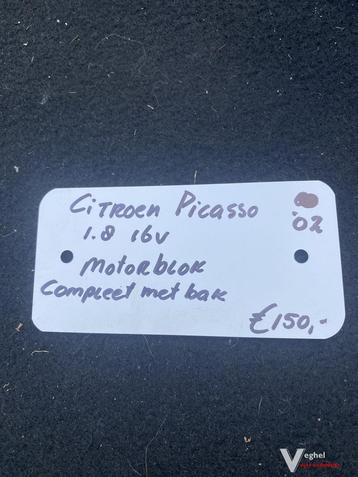 CiTROEN Picasso
'02
1.8 16v
Motorblok
Compleet met bak
€150,-
Veghel